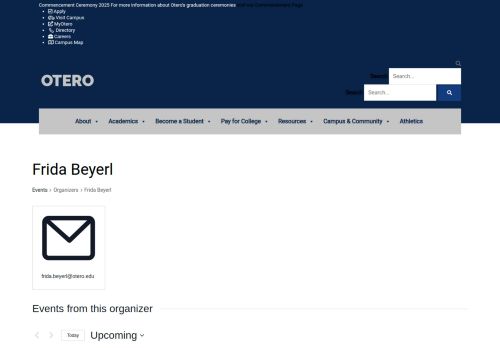 Commencement Ceremony 2025 For more information about Otero's graduation ceremonies visit our Commencement Page
Apply
Visit Campus
MyOtero
Directory
Careers
Campus Map
OTERO
Search Search...
Search Search...
About Academics Become a Student Pay for College Resources Campus & Community Athletics
Frida Beyerl
Events › Organizers › Frida Beyerl
frida.beyerl@otero.edu
Events from this organizer
Today Upcoming